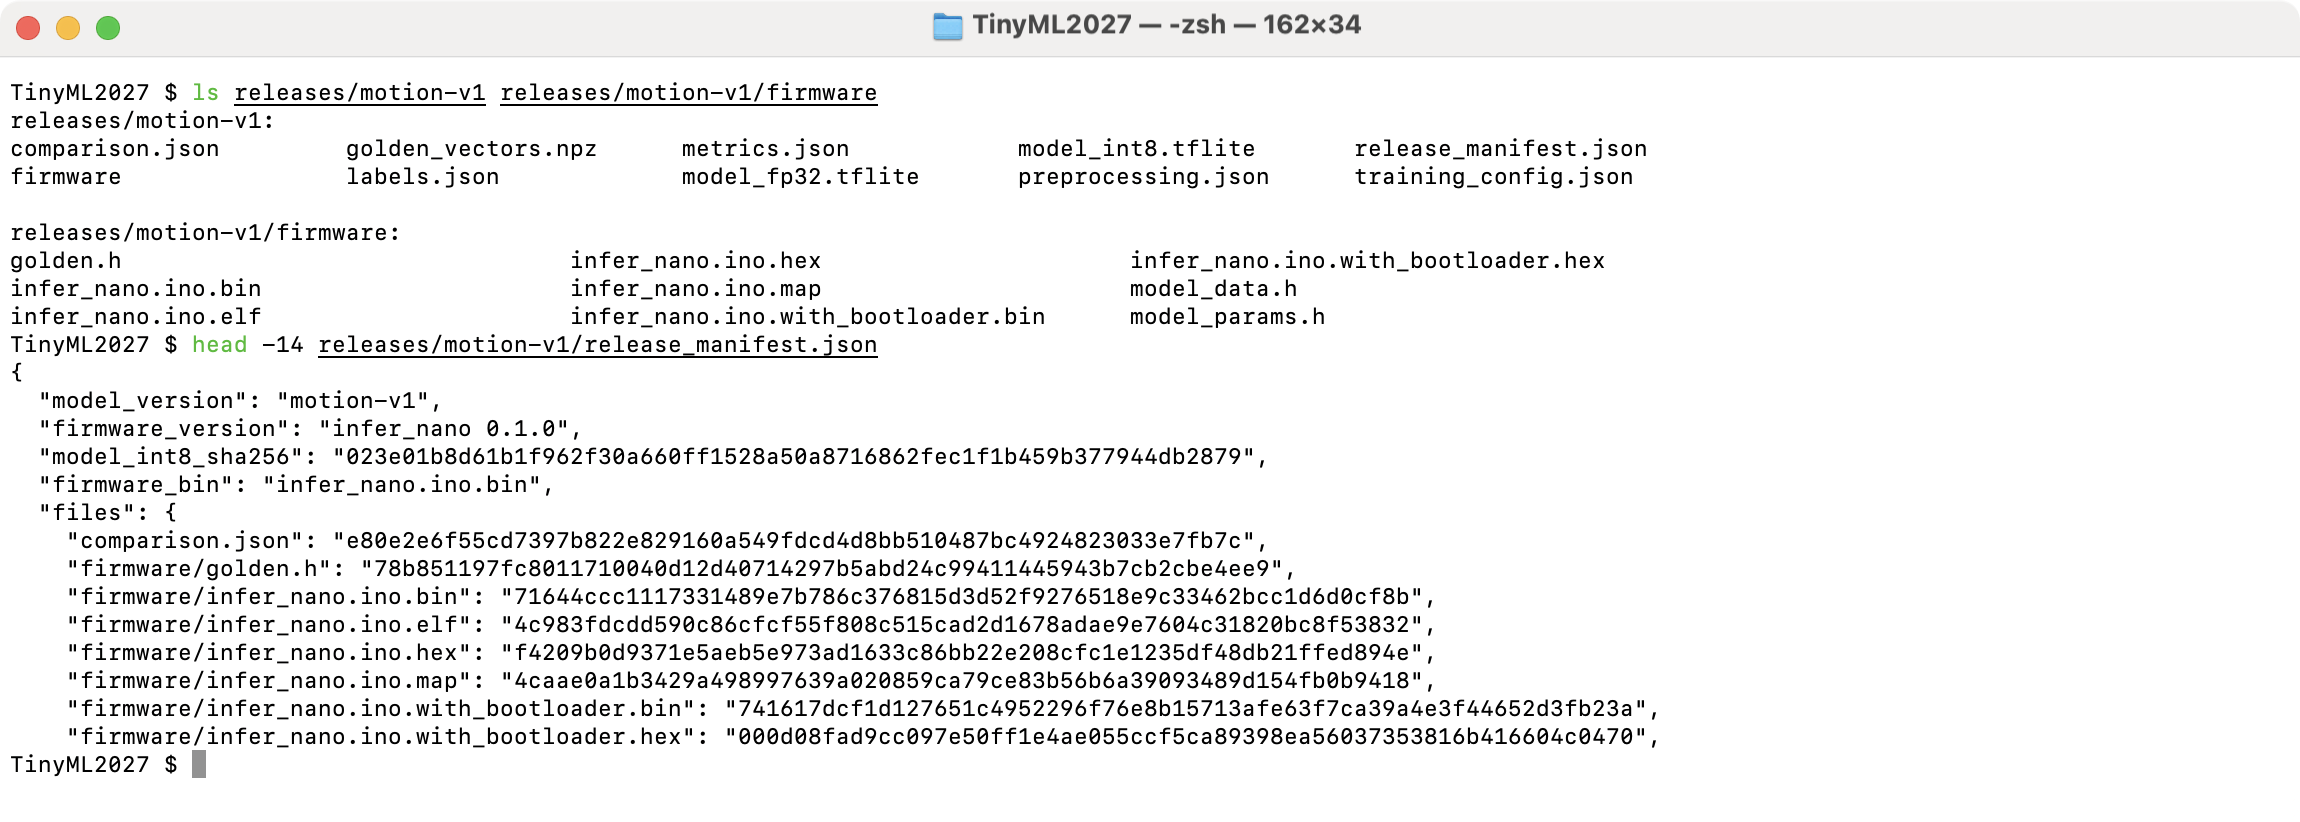 TinyML2027 — -zsh — 162×34
TinyML2027 $ ls releases/motion-v1 releases/motion-v1/firmware
releases/motion-v1:
comparison.json golden_vectors.npz metrics.json model_int8.tflite release_manifest.json
firmware labels.json model_fp32.tflite preprocessing.json training_config.json
releases/motion-v1/firmware:
golden.h infer_nano.ino.hex infer_nano.ino.with_bootloader.hex
infer_nano.ino.bin infer_nano.ino.map model_data.h
infer_nano.ino.elf infer_nano.ino.with_bootloader.bin model_params.h
TinyML2027 $ head -14 releases/motion-v1/release_manifest.json
{
"model_version": "motion-v1",
"firmware_version": "infer_nano 0.1.0",
"model_int8_sha256": "023e01b8d61b1f962f30a660ff1528a50a8716862fec1f1b459b377944db2879",
"firmware_bin": "infer_nano.ino.bin",
"files": {
"comparison.json": "e80e2e6f55cd7397b822e829160a549fdcd4d8bb510487bc4924823033e7fb7c",
"firmware/golden.h": "78b851197fc8011710040d12d40714297b5abd24c99411445943b7cb2cbe4ee9",
"firmware/infer_nano.ino.bin": "71644ccc1117331489e7b786c376815d3d52f9276518e9c33462bcc1d6d0cf8b",
"firmware/infer_nano.ino.elf": "4c983fdcdd590c86cfcf55f808c515cad2d1678adae9e7604c31820bc8f53832",
"firmware/infer_nano.ino.hex": "f4209b0d9371e5aeb5e973ad1633c86bb22e208cfc1e1235df48db21ffed894e",
"firmware/infer_nano.ino.map": "4caae0a1b3429a498997639a020859ca79ce83b56b6a39093489d154fb0b9418",
"firmware/infer_nano.ino.with_bootloader.bin": "741617dcf1d127651c4952296f76e8b15713afe63f7ca39a4e3f44652d3fb23a",
"firmware/infer_nano.ino.with_bootloader.hex": "000d08fad9cc097e50ff1e4ae055ccf5ca89398ea56037353816b416604c0470",
TinyML2027 $